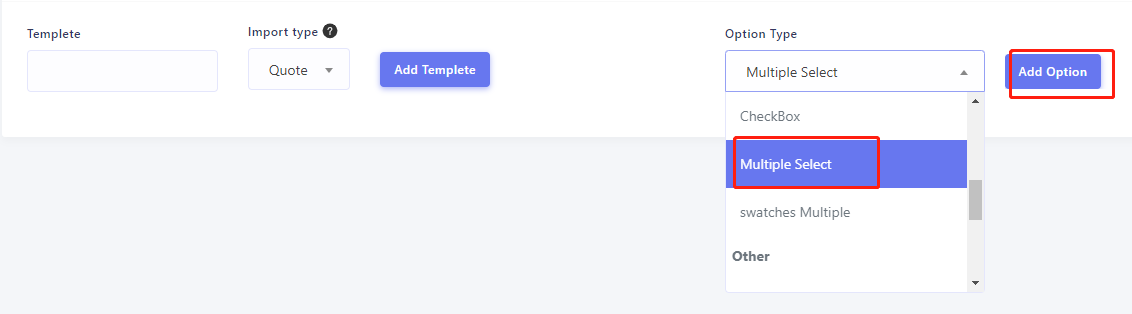 Templete
Import type ?
Quote
Add Templete
Option Type
Multiple Select
Add Option
CheckBox
Multiple Select
swatches Multiple
Other